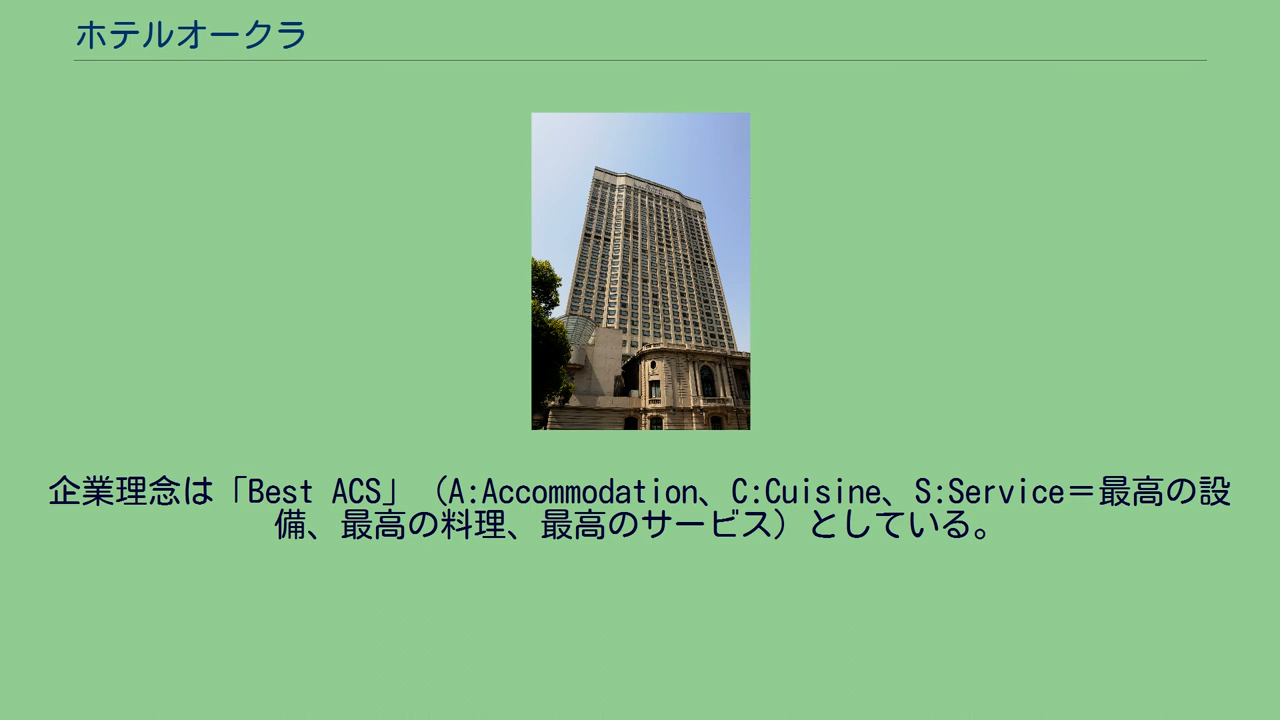 ホテルオークラ
企業理念は「Best ACS」（A:Accommodation、C:Cuisine、S:Service＝最高の設
備、最高の料理、最高のサービス）としている。